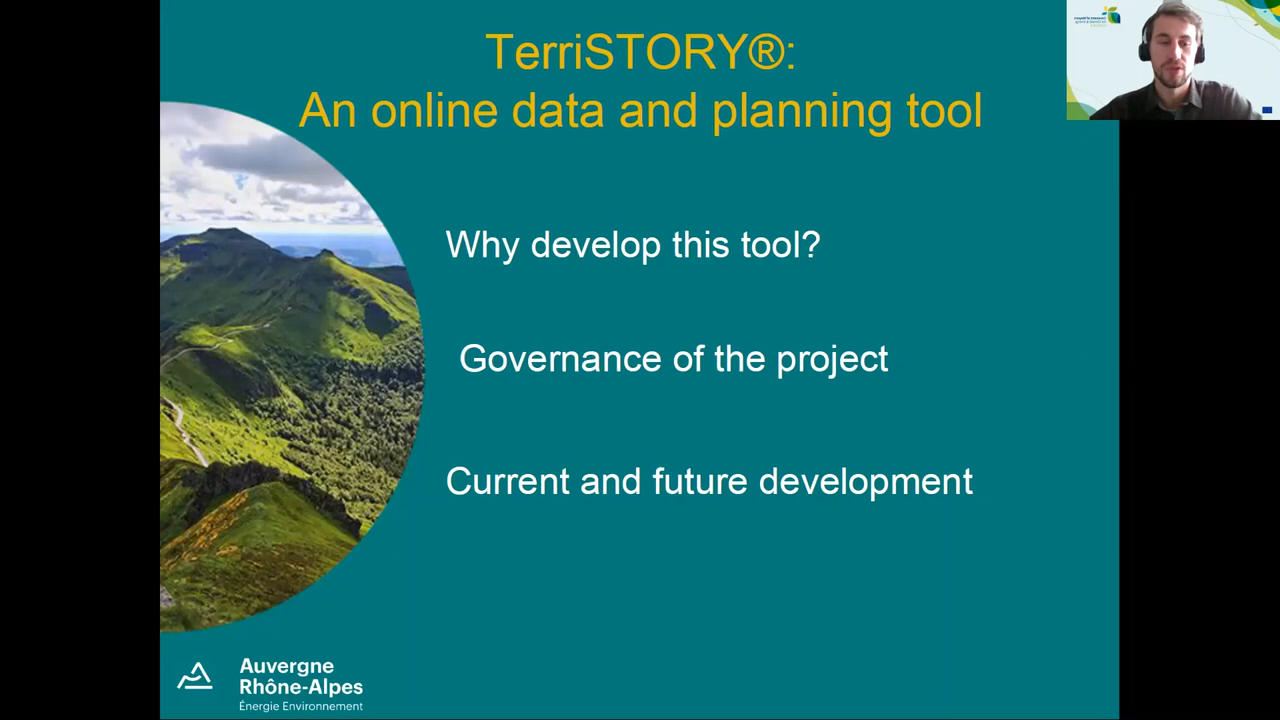 TerriSTORY®:
An online data and planning tool
Why develop this tool?
Governance of the project
Current and future development
Auvergne
Rhône-Alpes
Énergie Environnement